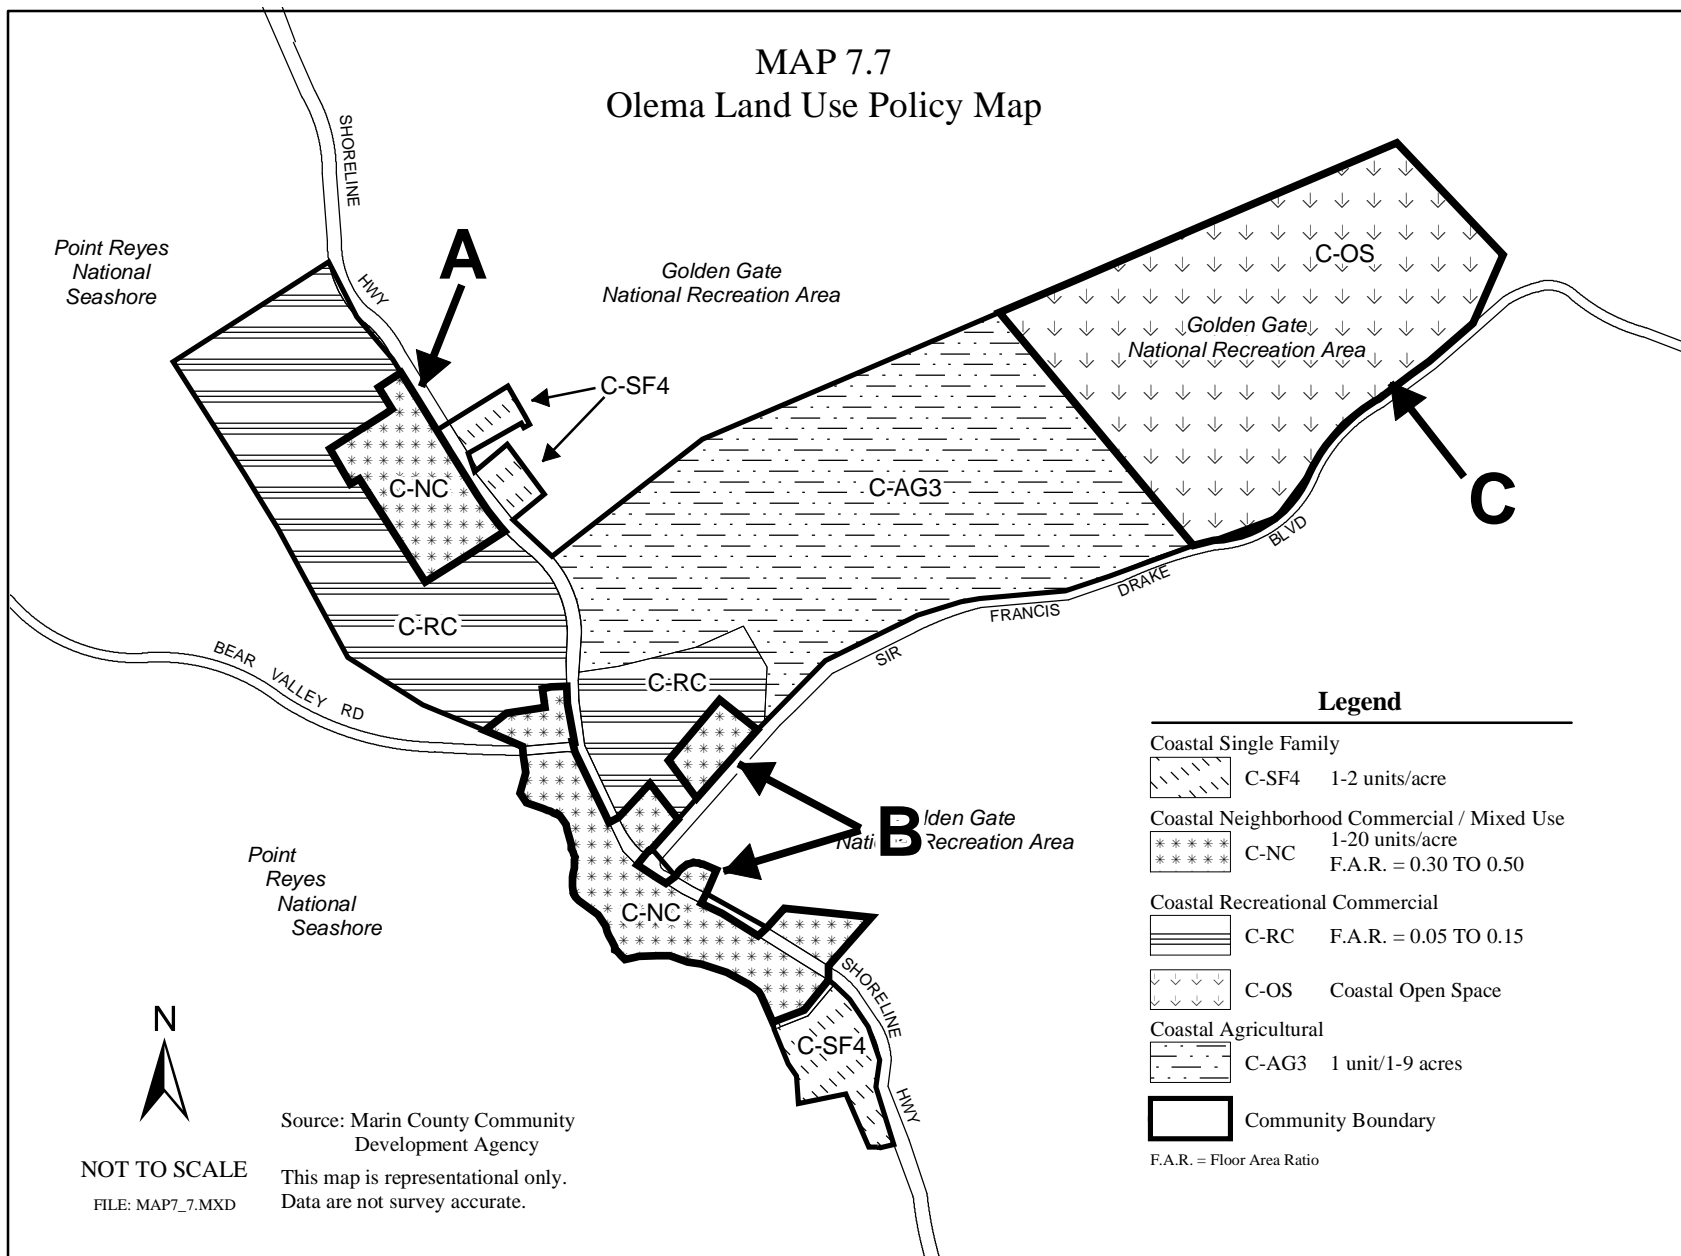 MAP 7.7
Olema Land Use Policy Map
SHORELINE
HWY
Point Reyes
National
Seashore
A
Golden Gate
National Recreation Area
C-OS
Golden Gate
National Recreation Area
C-SF4
C-NC
C-AG3
C
BLVD
DRAKE
FRANCIS
SIR
C-RC
BEAR
VALLEY
RD
C-RC
B
lden Gate
Nati
Recreation Area
Point
Reyes
National
Seashore
C-NC
SHORELINE
HWY
C-SF4
Legend
Coastal Single Family
C-SF4 1-2 units/acre
Coastal Neighborhood Commercial / Mixed Use
C-NC 1-20 units/acre
F.A.R. = 0.30 TO 0.50
Coastal Recreational Commercial
C-RC F.A.R. = 0.05 TO 0.15
C-OS Coastal Open Space
Coastal Agricultural
C-AG3 1 unit/1-9 acres
Community Boundary
F.A.R. = Floor Area Ratio
N
NOT TO SCALE
FILE: MAP7_7.MXD
Source: Marin County Community
Development Agency
This map is representational only.
Data are not survey accurate.